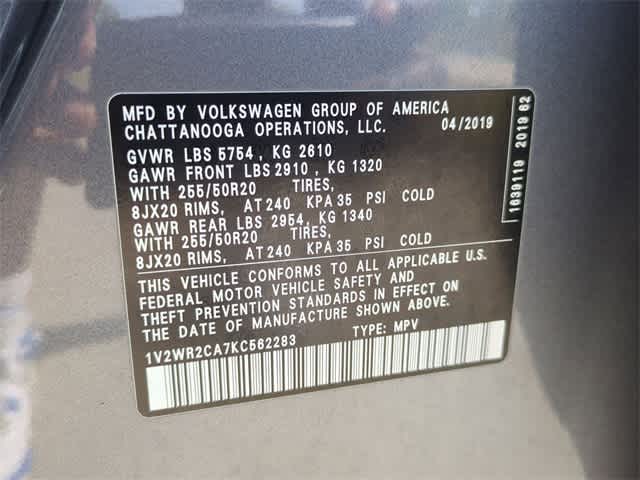 MFD BY VOLKSWAGEN GROUP OF AMERICA
CHATTANOOGA OPERATIONS, LLC. 04/2019
GVWR LBS 5754, KG 2610
GAWR FRONT LBS 2910, KG 1320
WITH 255/50R20 TIRES,
8JX20 RIMS, AT 240 KPA 35 PSI COLD
GAWR REAR LBS 2954, KG 1340
WITH 255/50R20 TIRES,
8JX20 RIMS, AT 240 KPA 35 PSI COLD
THIS VEHICLE CONFORMS TO ALL APPLICABLE U.S.
FEDERAL MOTOR VEHICLE SAFETY AND
THEFT PREVENTION STANDARDS IN EFFECT ON
THE DATE OF MANUFACTURE SHOWN ABOVE.
1V2WR2CA7KC562283 TYPE: MPV
1639119 2019 62